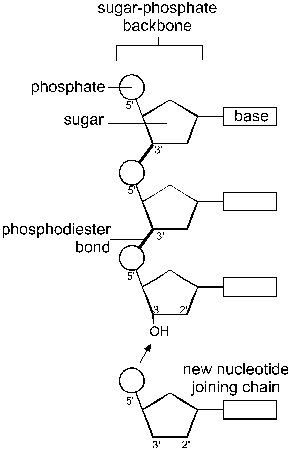 sugar-phosphate
backbone
phosphate
5'
sugar
base
3'
5'
phosphodiester
bond
3'
5'
3 2'
OH
new nucleotide
joining chain
5'
3' 2'